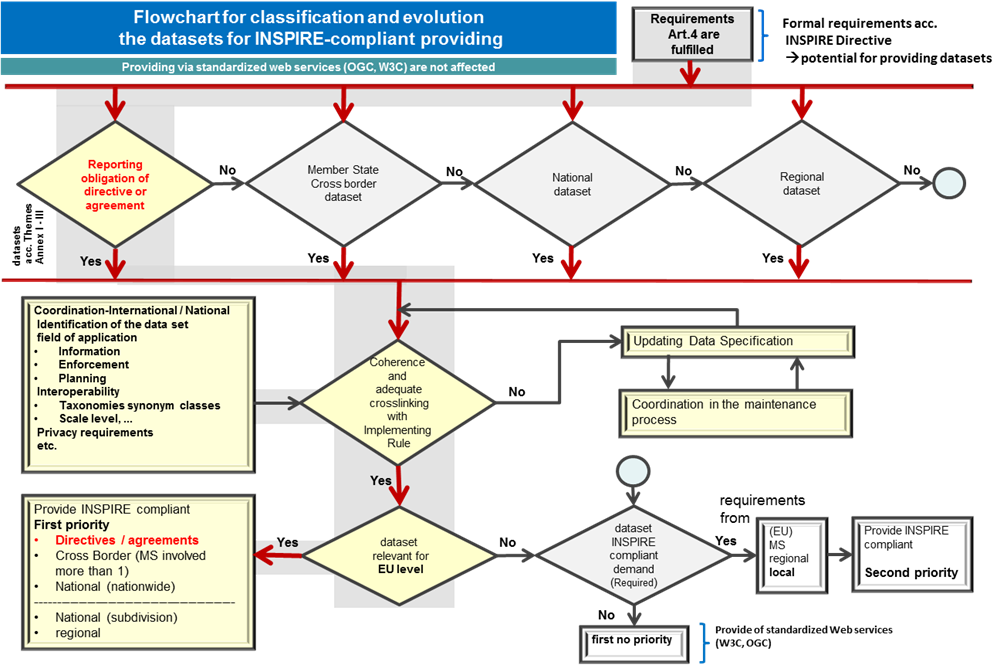 Flowchart for classification and evolution
the datasets for INSPIRE-compliant providing
Providing via standardized web services (OGC, W3C) are not affected
Requirements
Art.4 are
fulfilled
Formal requirements acc.
INSPIRE Directive
→potential for providing datasets
Reporting
obligation of
directive or
agreement
No
Member State
Cross border
dataset
No
National
dataset
No
Regional
dataset
No
datasets
acc. Themes
Annex I - III
Yes
Yes
Yes
Yes
Coordination-International / National
Identification of the data set
field of application
• Information
• Enforcement
• Planning
Interoperability
• Taxonomies synonym classes
• Scale level, ...
Privacy requirements
etc.
Coherence
and
adequate
crosslinking
with
Implementing
Rule
No
Updating Data Specification
Coordination in the maintenance
process
Yes
Provide INSPIRE compliant
First priority
• Directives / agreements
• Cross Border (MS involved
more than 1)
• National (nationwide)
--------------------------------------
• National (subdivision)
• regional
Yes
dataset
relevant for
EU level
No
dataset
INSPIRE
compliant
demand
(Required)
Yes
requirements
from
(EU)
MS
regional
local
Provide INSPIRE
compliant
Second priority
No
first no priority
Provide of standardized Web services
(W3C, OGC)